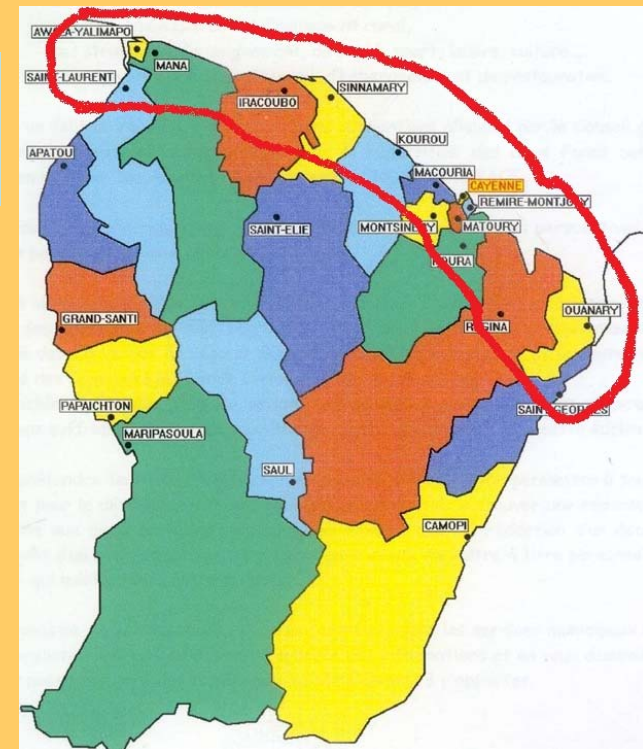 AWALA-YALIMAPO
MANA
SAINT-LAURENT
IRACOUBO
SINNAMARY
KOUROU
APATOU
MACOURIA
CAYENNE
REMIRE-MONTJOLY
SAINT-ELIE
MONTSINERY
MATOURY
ROURA
GRAND-SANTI
REGINA
OUANARY
PAPAICHTON
SAINT-GEORGES
MARIPASOULA
SAUL
CAMOPI